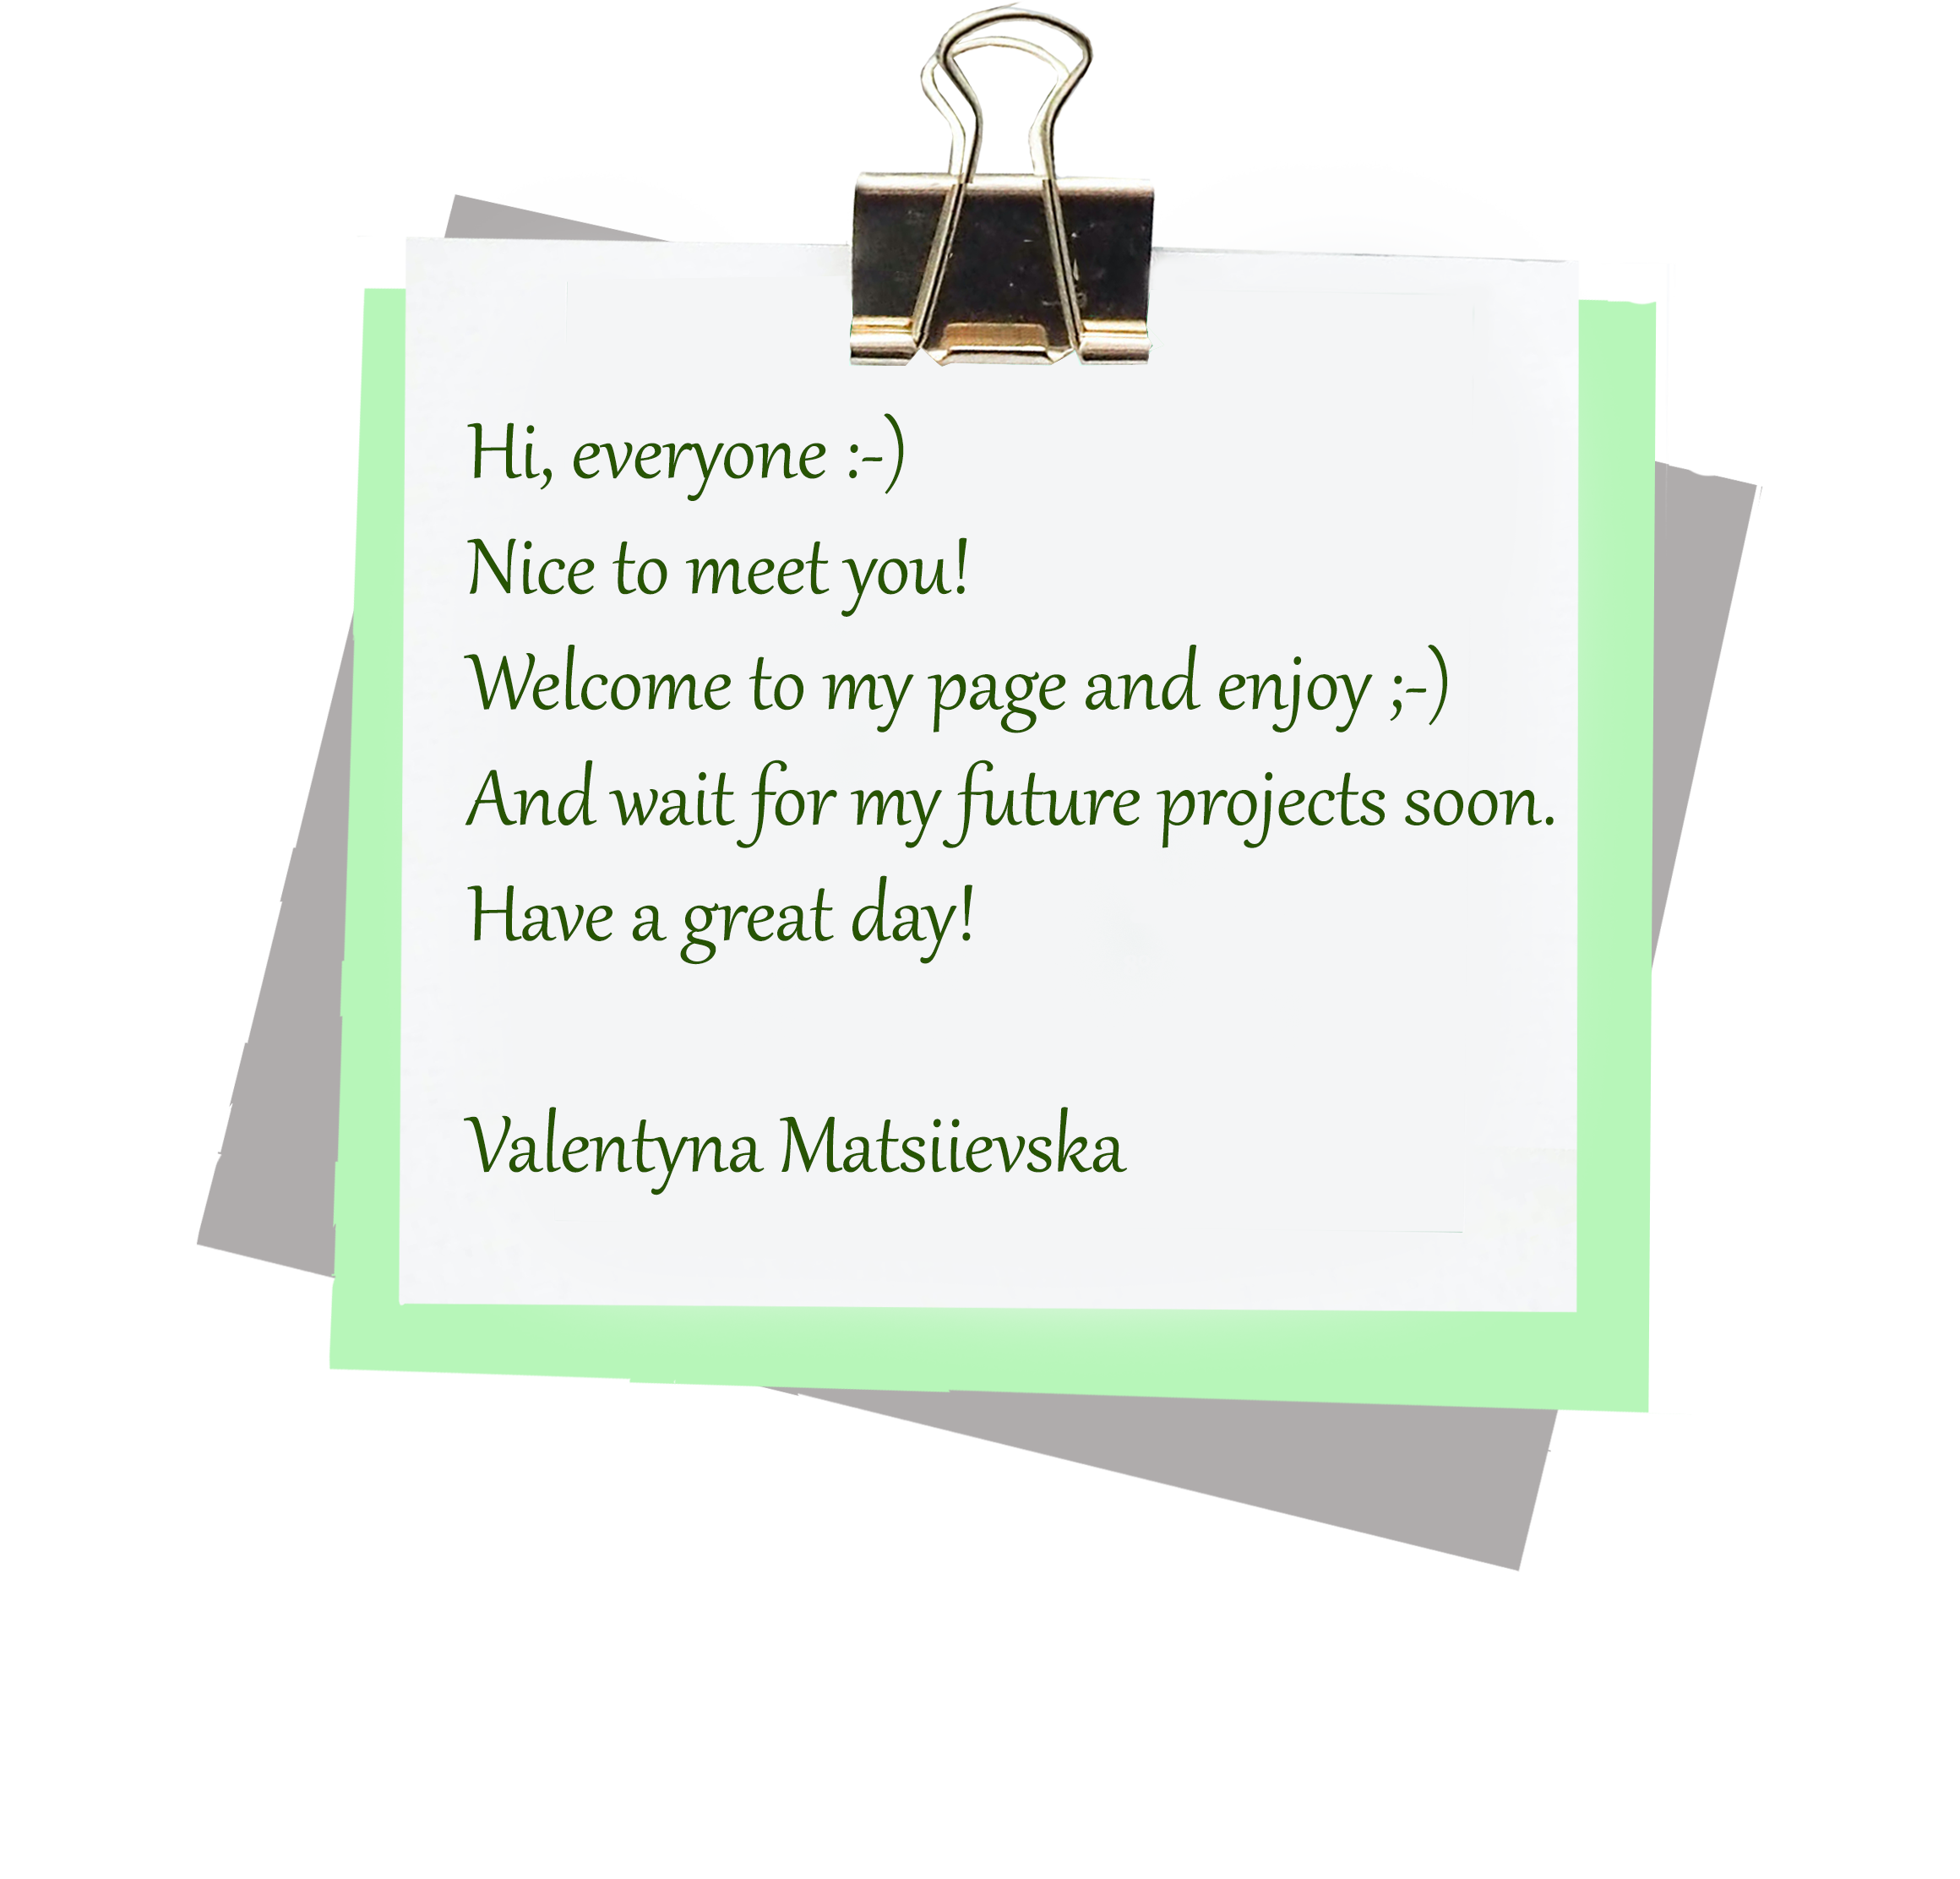 Hi, everyone :-)
Nice to meet you!
Welcome to my page and enjoy ;-)
And wait for my future projects soon.
Have a great day!
Valentyna Matsiievska